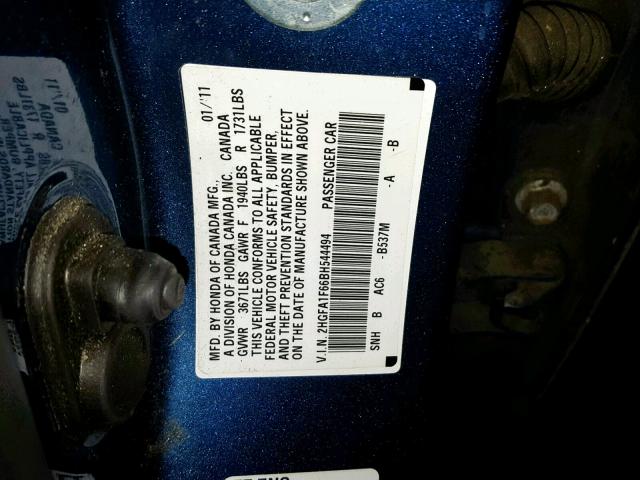 MFD. BY HONDA OF CANADA MFG. 01/'11
A DIVISION OF HONDA CANADA INC. CANADA
GVWR 3671LBS GAWR F 1940LBS R 1731LBS
THIS VEHICLE CONFORMS TO ALL APPLICABLE
FEDERAL MOTOR VEHICLE SAFETY, BUMPER,
AND THEFT PREVENTION STANDARDS IN EFFECT
ON THE DATE OF MANUFACTURE SHOWN ABOVE.
V.I.N. 2HGFA1F66BH544494 PASSENGER CAR
SNH B AC6 -B537M -A -B